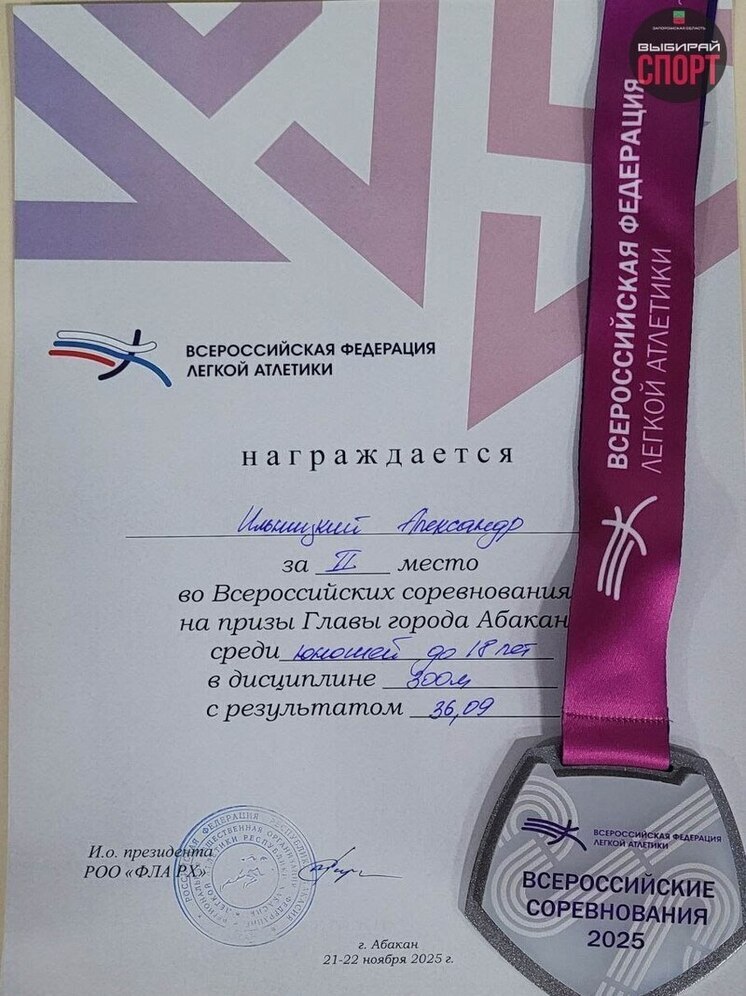 ЗАПОРОЖСКАЯ ОБЛАСТЬ
ВЫБИРАЙ
СПОРТ
ВСЕРОССИЙСКАЯ ФЕДЕРАЦИЯ
ЛЕГКОЙ АТЛЕТИКИ
ВСЕРОССИЙСКАЯ ФЕДЕРАЦИЯ
ЛЕГКОЙ АТЛЕТИКИ
награждается
Ильницкий Александр
за II место
во Всероссийских соревнования
на призы Главы города Абакан
среди юношей до 18 лет
в дисциплине 300м
с результатом 36,09
И.о. президента
РОО «ФЛА РХ»
г. Абакан
21-22 ноября 2025 г.
ВСЕРОССИЙСКАЯ ФЕДЕРАЦИЯ
ЛЕГКОЙ АТЛЕТИКИ
ВСЕРОССИЙСКИЕ
СОРЕВНОВАНИЯ
2025